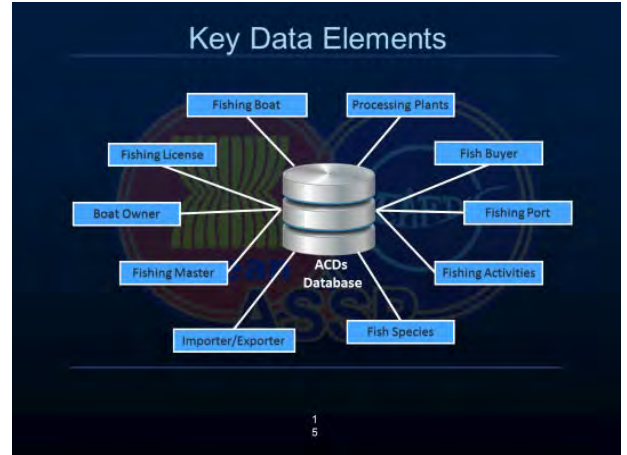 Key Data Elements
Fishing Boat
Processing Plants
Fishing License
Fish Buyer
Boat Owner
Fishing Port
Fishing Master
ACDs
Database
Fishing Activities
Importer/Exporter
Fish Species
ASSP
1
5